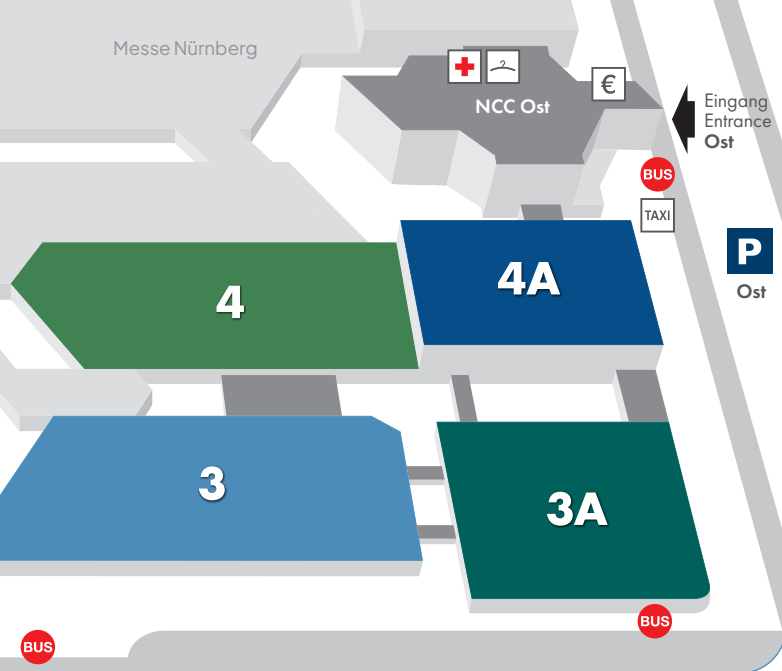 Messe Nürnberg
€
NCC Ost
Eingang
Entrance
Ost
BUS
TAXI
P
Ost
4A
4
3
3A
BUS
BUS